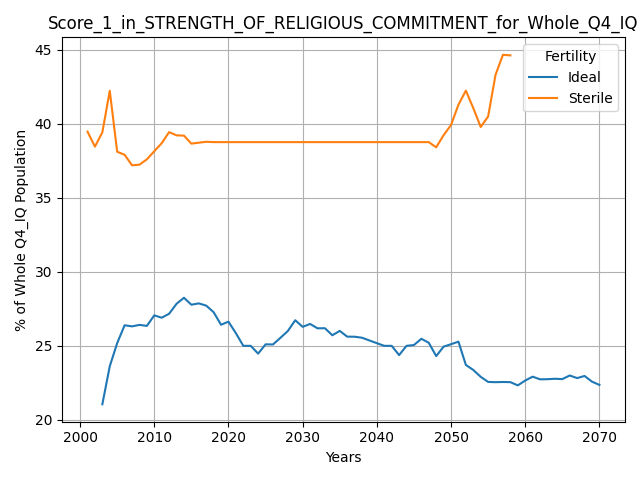 Score_1_in_STRENGTH_OF_RELIGIOUS_COMMITMENT_for_Whole_Q4_IQ
Fertility
Ideal
Sterile
% of Whole Q4_IQ Population
45
40
35
30
25
20
2000 2010 2020 2030 2040 2050 2060 2070
Years